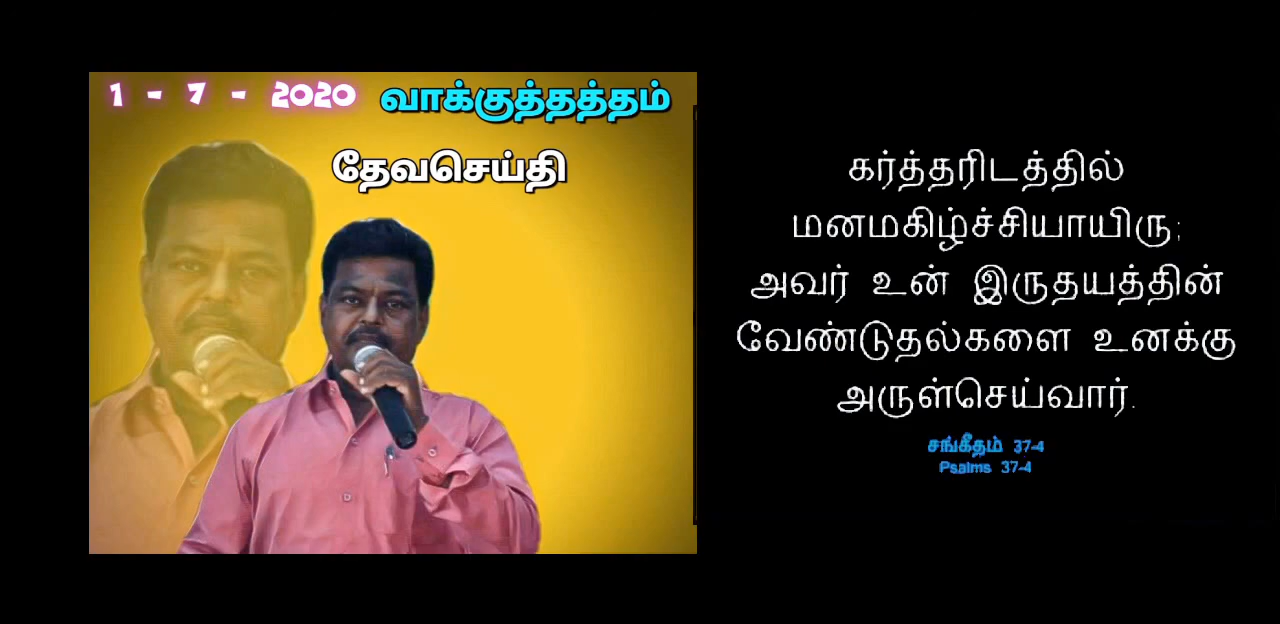 1 - 7 - 2020 வாக்குத்தத்தம்
தேவசெய்தி
கர்த்தரிடத்தில்
மனமகிழ்ச்சியாயிரு;
அவர் உன் இருதயத்தின்
வேண்டுதல்களை உனக்கு
அருள்செய்வார்.
சங்கீதம் 37-4
Psalms 37-4